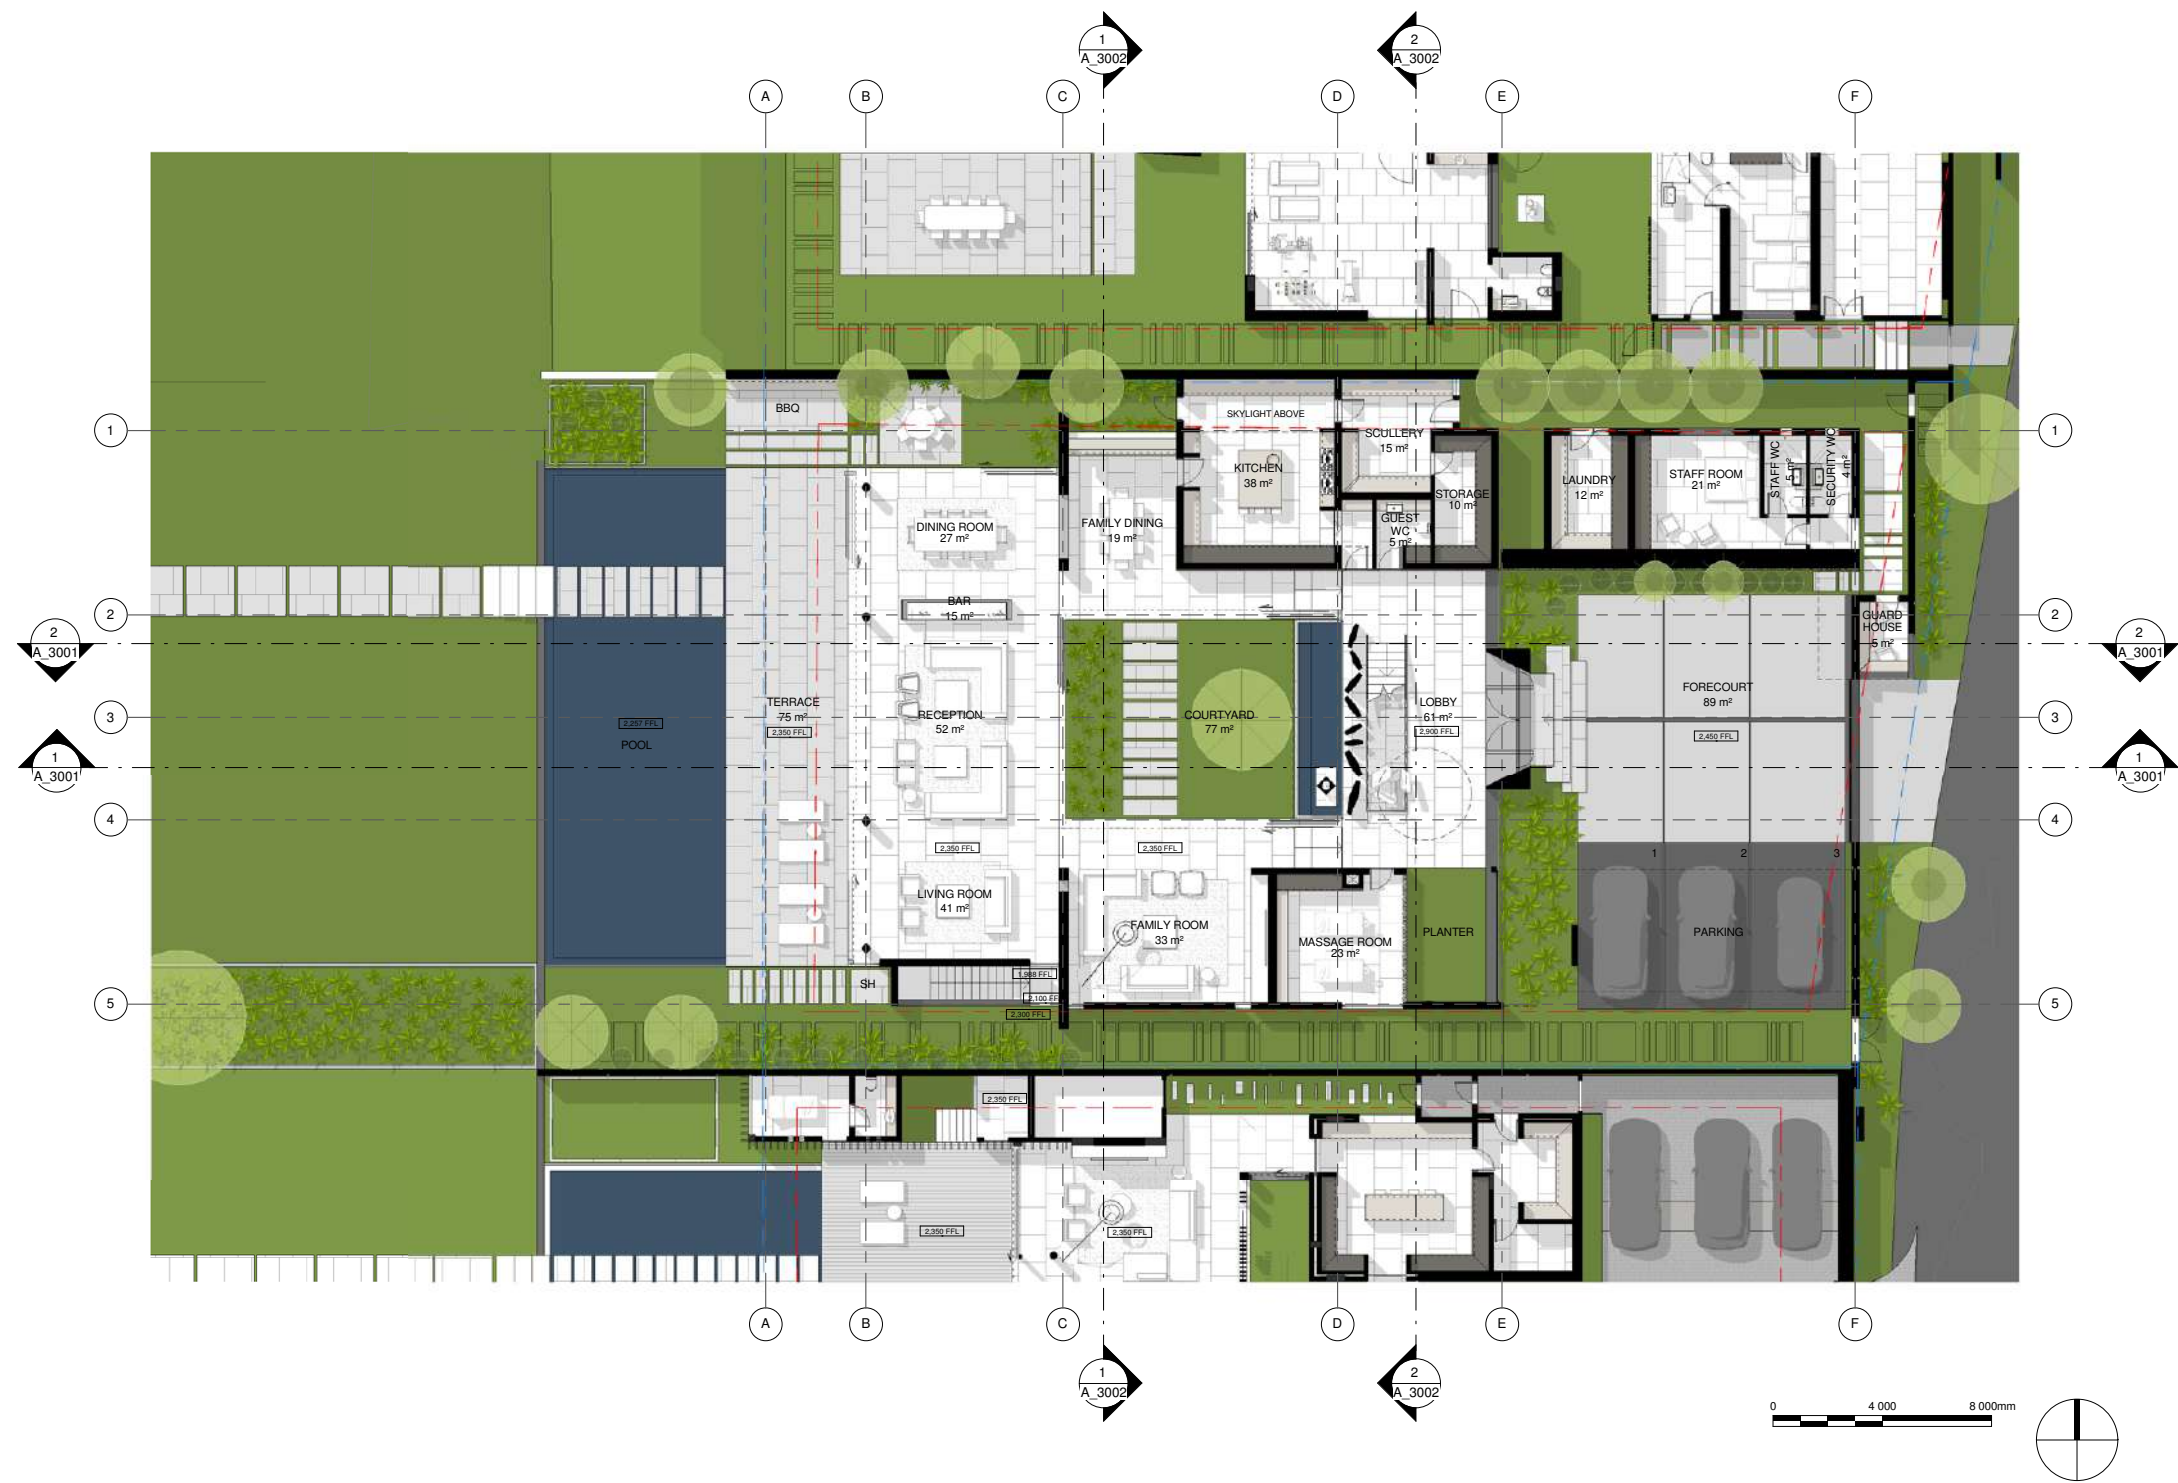 1
A_3002
2
A_3002
A
B
C
D
E
F
BBQ
SKYLIGHT ABOVE
1
1
SCULLERY
15 m²
KITCHEN
38 m²
STORAGE
10 m²
LAUNDRY
12 m²
STAFF ROOM
21 m²
STAFF WC
5 m²
SECURITY WC
4 m²
DINING ROOM
27 m²
FAMILY DINING
19 m²
GUEST
WC
5 m²
BAR
15 m²
2
2
GUARD
HOUSE
5 m²
2
A_3001
2
A_3001
TERRACE
75 m²
2,350 FFL
RECEPTION
52 m²
COURTYARD
77 m²
LOBBY
61 m²
2,900 FFL
FORECOURT
89 m²
2,450 FFL
3
3
2,257 FFL
POOL
1
A_3001
1
A_3001
4
4
2,350 FFL
2,350 FFL
1
2
3
LIVING ROOM
41 m²
FAMILY ROOM
33 m²
MASSAGE ROOM
23 m²
PLANTER
PARKING
SH
1,988 FFL
2,100 FF
2,300 FFL
5
5
2,350 FFL
2,350 FFL
2,350 FFL
A
B
C
D
E
F
1
A_3002
2
A_3002
0
4 000
8 000mm